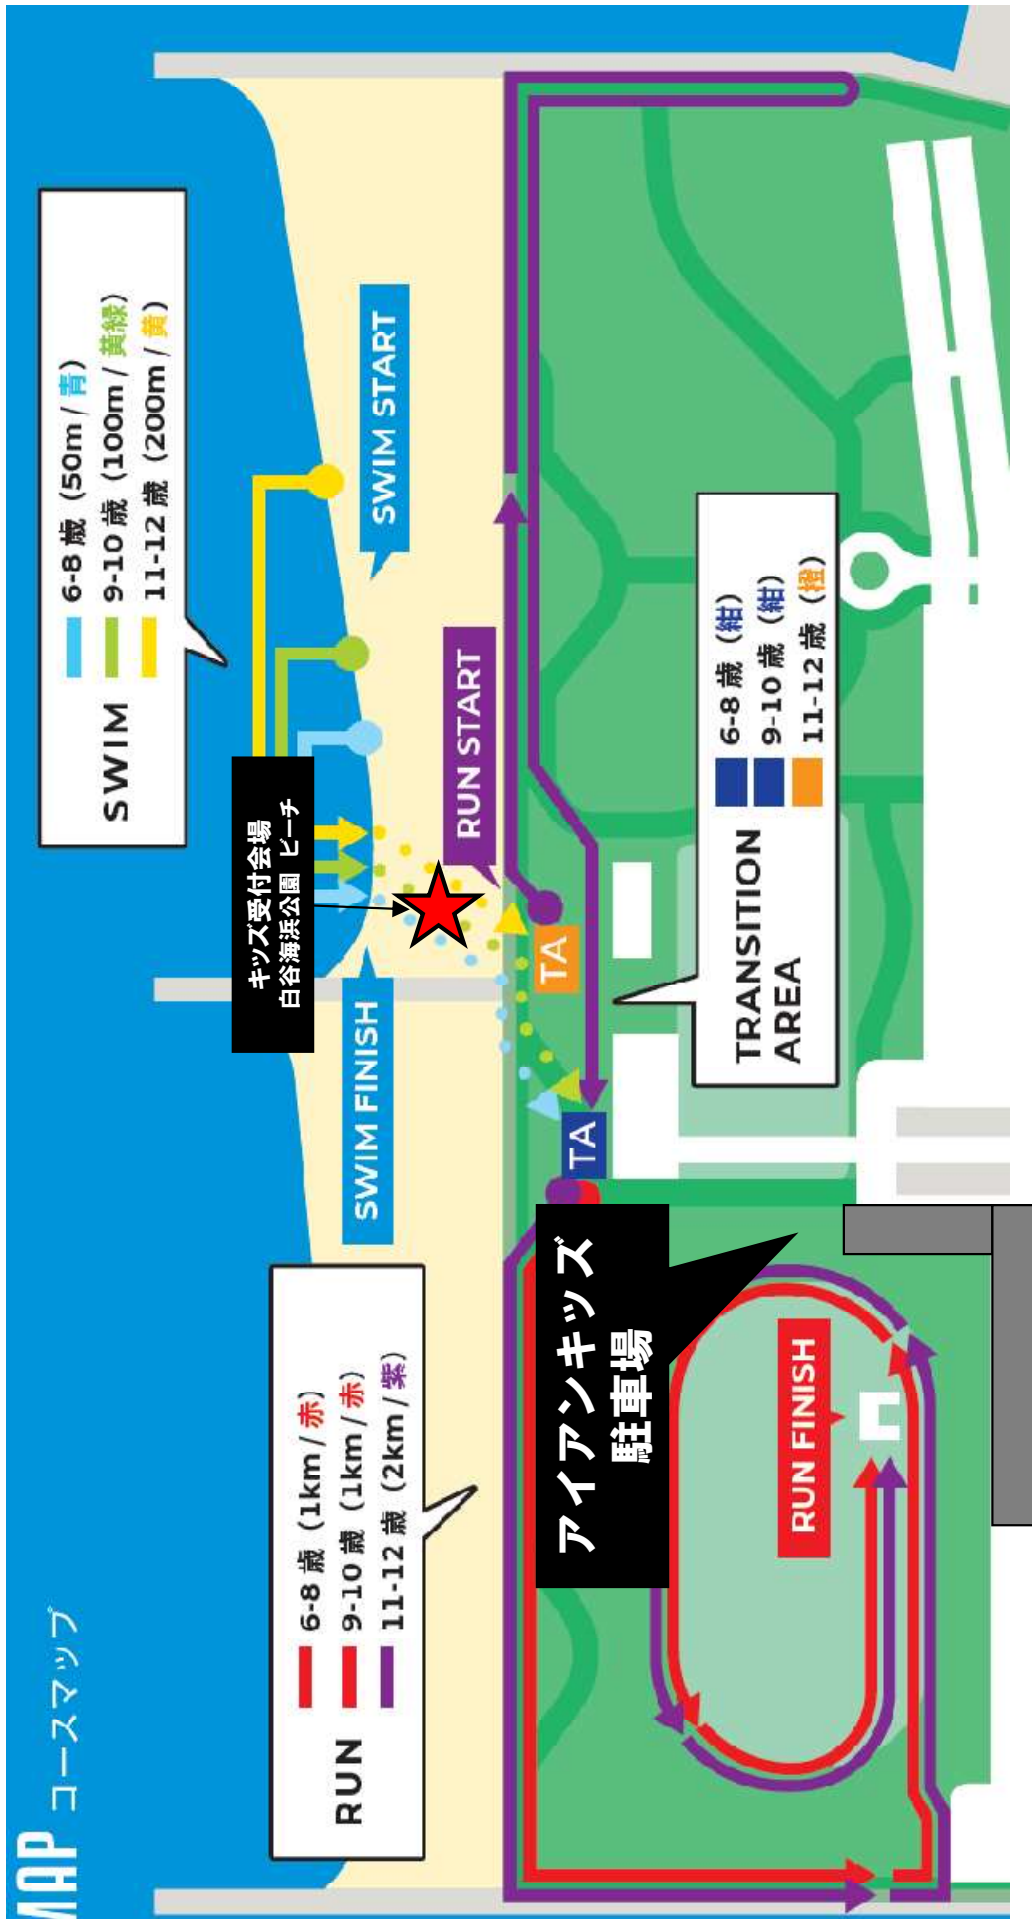 MAP コースマップ
SWIM
6-8 歳 (50m / 青)
9-10 歳 (100m / 黄緑)
11-12 歳 (200m / 黄)
キッズ受付会場
白谷海浜公園 ビーチ
SWIM START
SWIM FINISH
RUN START
TA
TA
TRANSITION
AREA
6-8 歳 (紺)
9-10 歳 (紺)
11-12 歳 (橙)
RUN
6-8 歳 (1km / 赤)
9-10 歳 (1km / 赤)
11-12 歳 (2km / 紫)
アイアンキッズ
駐車場
RUN FINISH